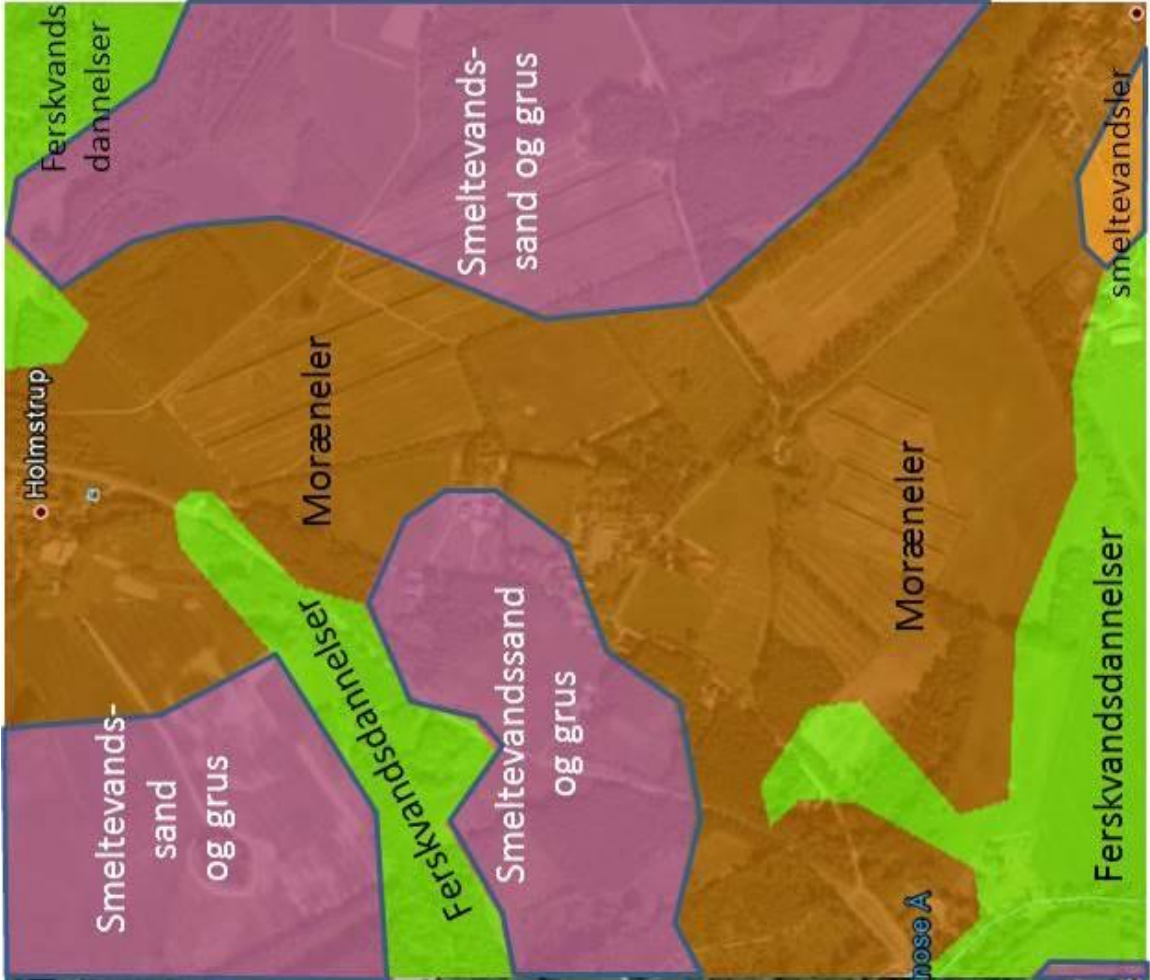 Ferskvands
dannelser
Smeltevands-
sand og grus
smeltevandsler
Holmstrup
Moræneler
Ferskvandsdannelser
Smeltevands-
sand
og grus
Smeltevandssand
og grus
Moræneler
Ferskvandsdannelser
nose Å